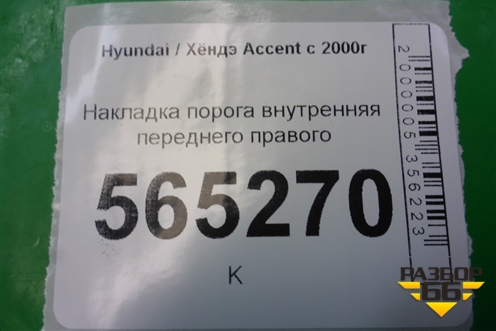 Hyundai / Хёндэ Accent с 2000г
Накладка порога внутренняя
переднего правого
565270
К
2000005356223
РАЗБОР
66